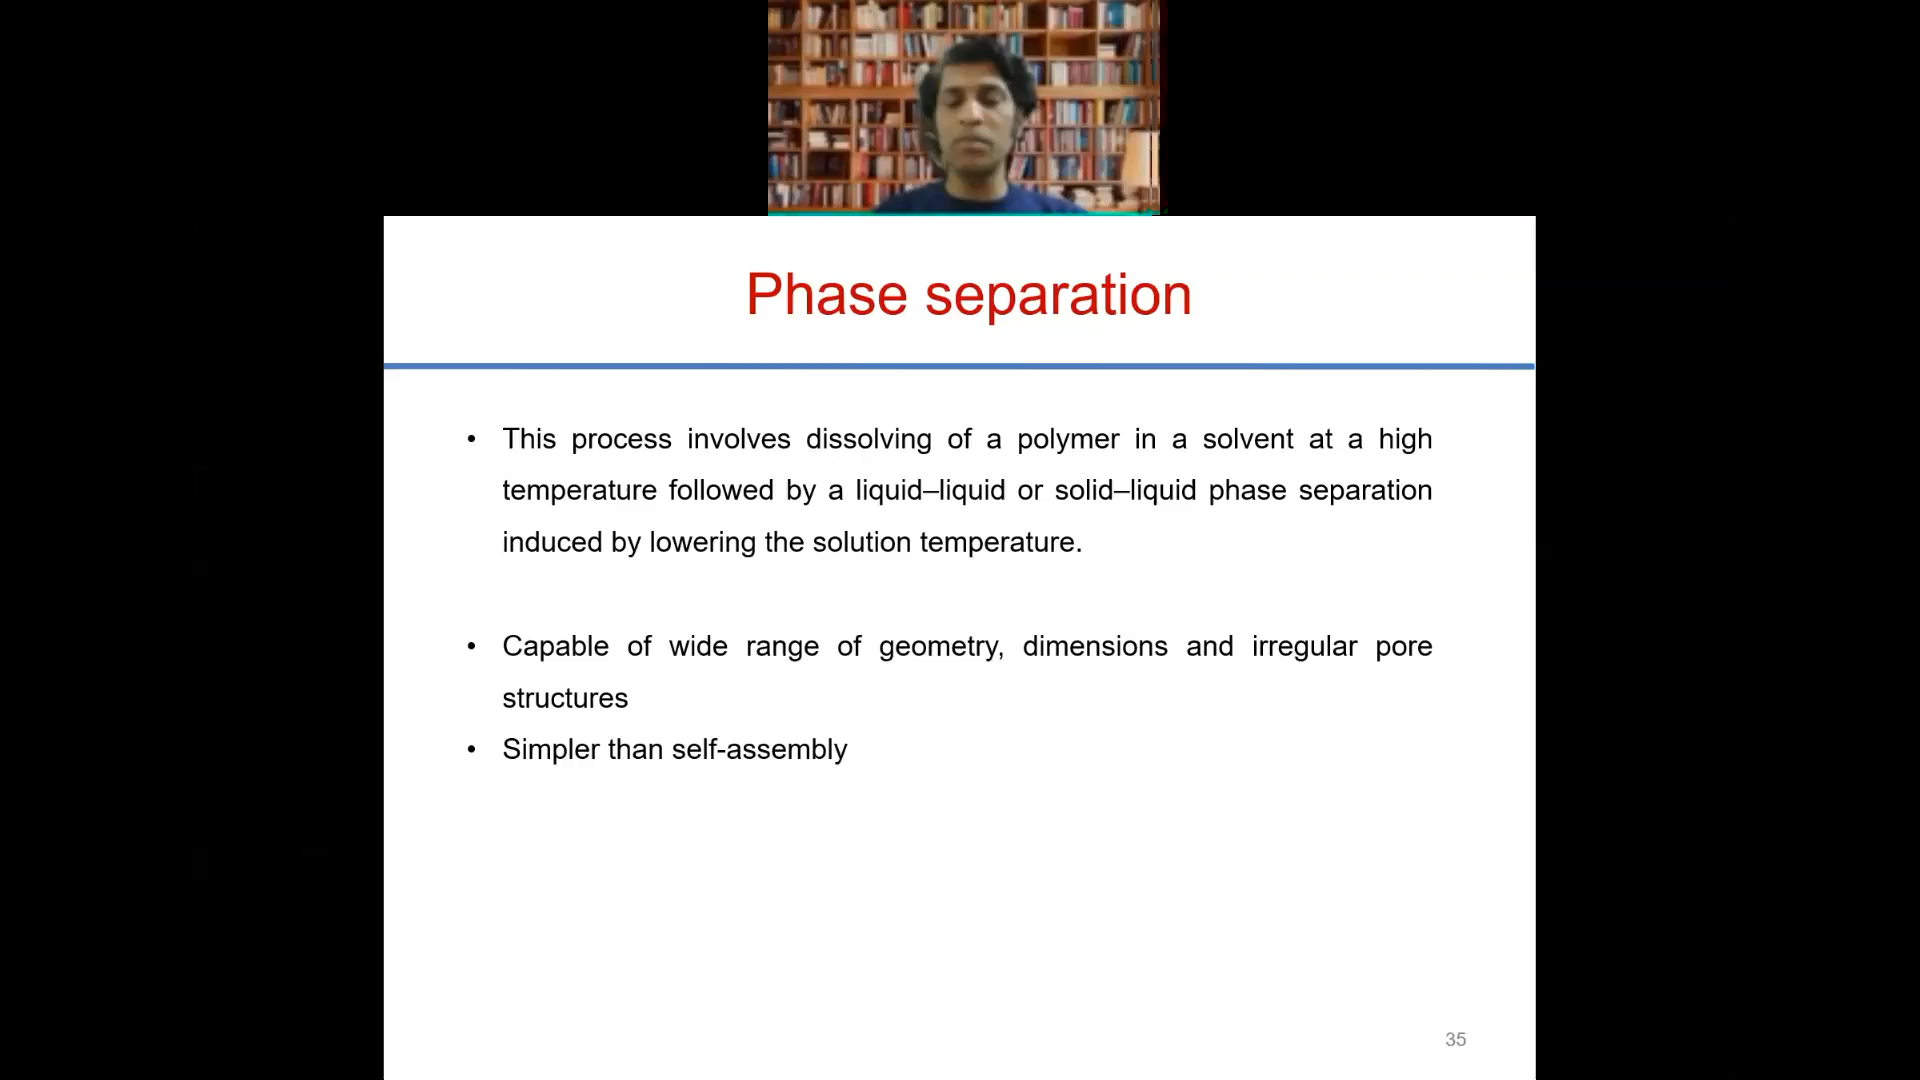 Phase separation
• This process involves dissolving of a polymer in a solvent at a high
temperature followed by a liquid–liquid or solid–liquid phase separation
induced by lowering the solution temperature.
• Capable of wide range of geometry, dimensions and irregular pore
structures
• Simpler than self-assembly
35